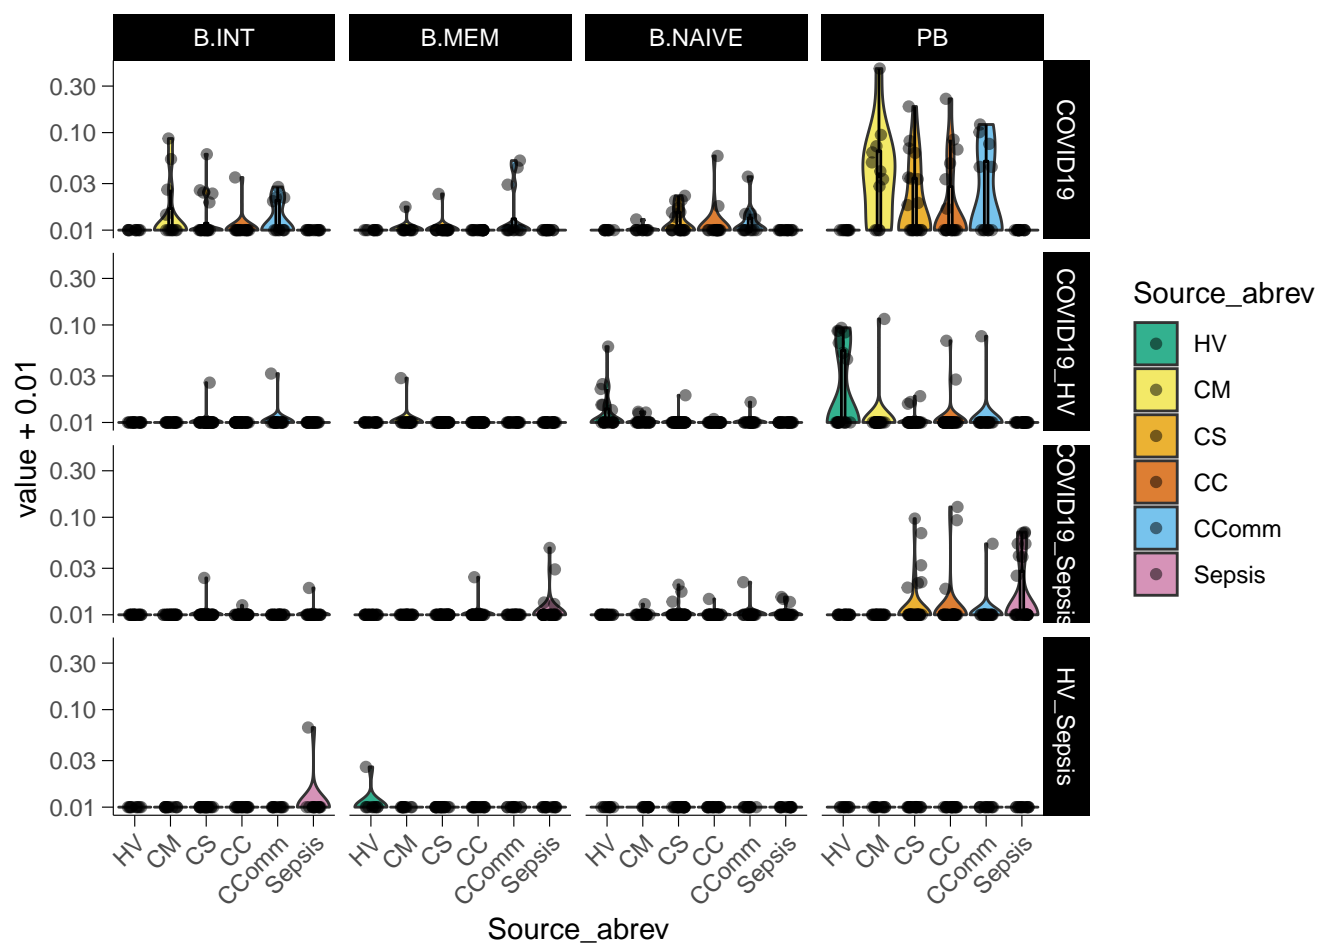 B.INT B.MEM B.NAIVE PB
0.30
0.10
0.03
0.01
COVID19
0.30
0.10
0.03
0.01
COVID19_HV
0.30
0.10
0.03
0.01
COVID19_Sepsis
0.30
0.10
0.03
0.01
HV_Sepsis
value + 0.01
HV CM CS CC CComm Sepsis HV CM CS CC CComm Sepsis HV CM CS CC CComm Sepsis HV CM CS CC CComm Sepsis
Source_abrev
Source_abrev
HV
CM
CS
CC
CComm
Sepsis